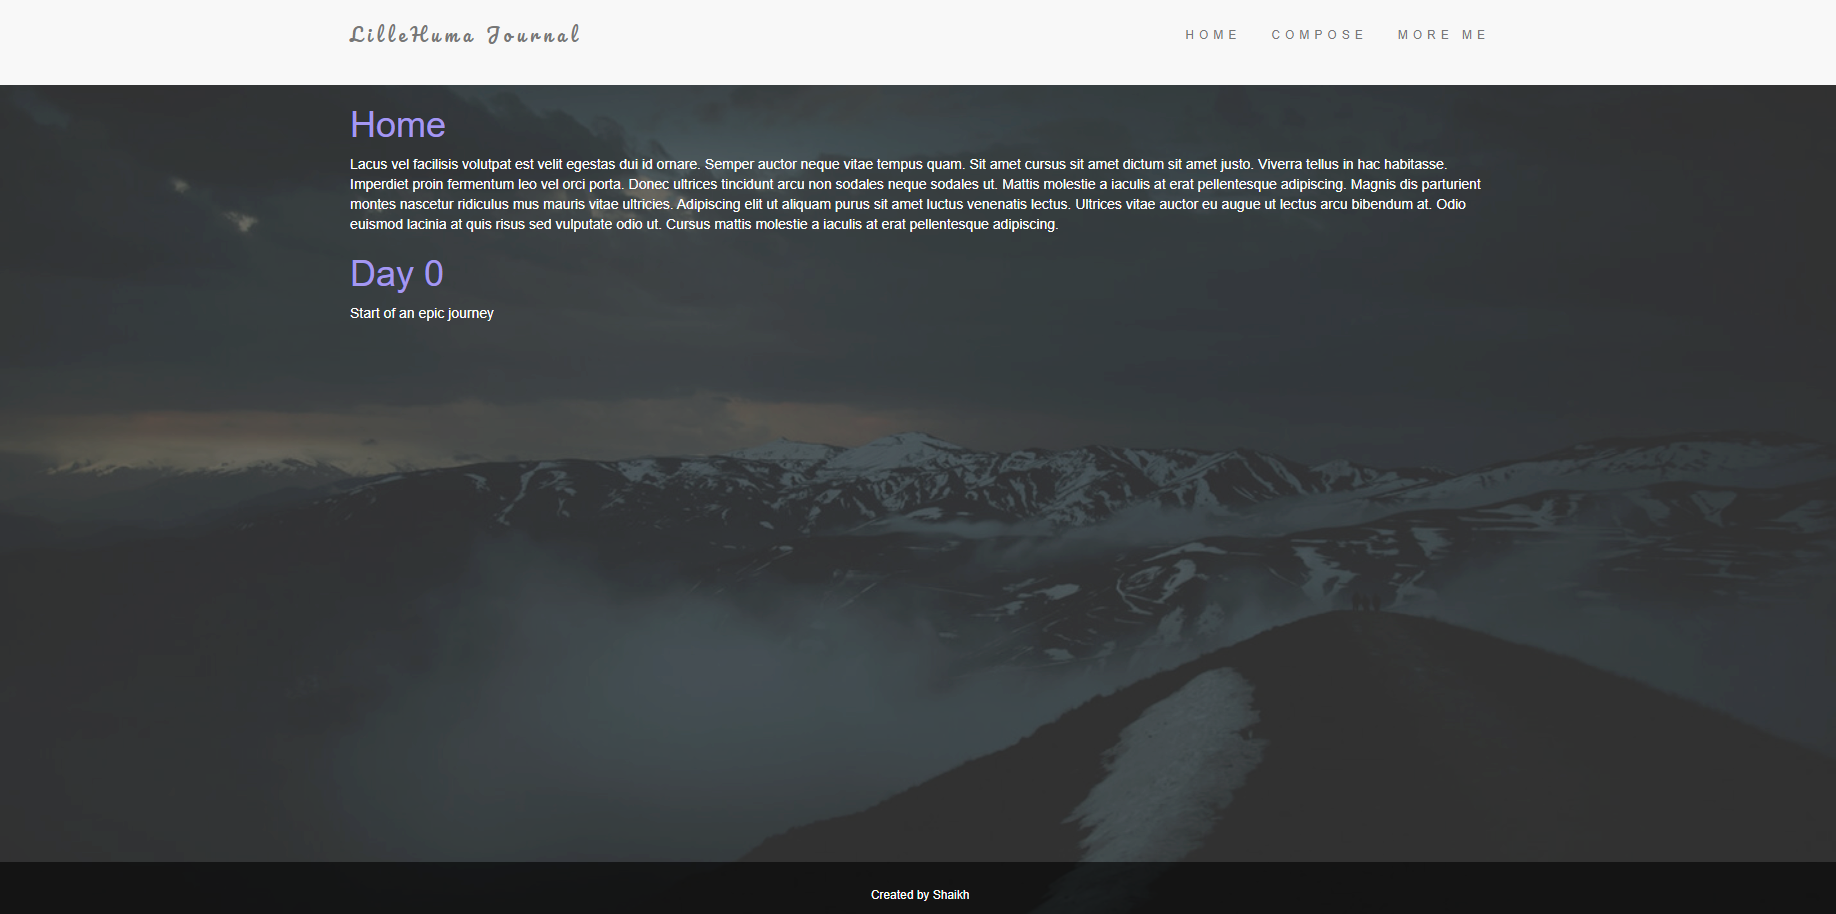 LilleHuma Journal
HOME COMPOSE MORE ME
Home
Lacus vel facilisis volutpat est velit egestas dui id ornare. Semper auctor neque vitae tempus quam. Sit amet cursus sit amet dictum sit amet justo. Viverra tellus in hac habitasse.
Imperdiet proin fermentum leo vel orci porta. Donec ultrices tincidunt arcu non sodales neque sodales ut. Mattis molestie a iaculis at erat pellentesque adipiscing. Magnis dis parturient
montes nascetur ridiculus mus mauris vitae ultricies. Adipiscing elit ut aliquam purus sit amet luctus venenatis lectus. Ultrices vitae auctor eu augue ut lectus arcu bibendum at. Odio
euismod lacinia at quis risus sed vulputate odio ut. Cursus mattis molestie a iaculis at erat pellentesque adipiscing.
Day 0
Start of an epic journey
Created by Shaikh